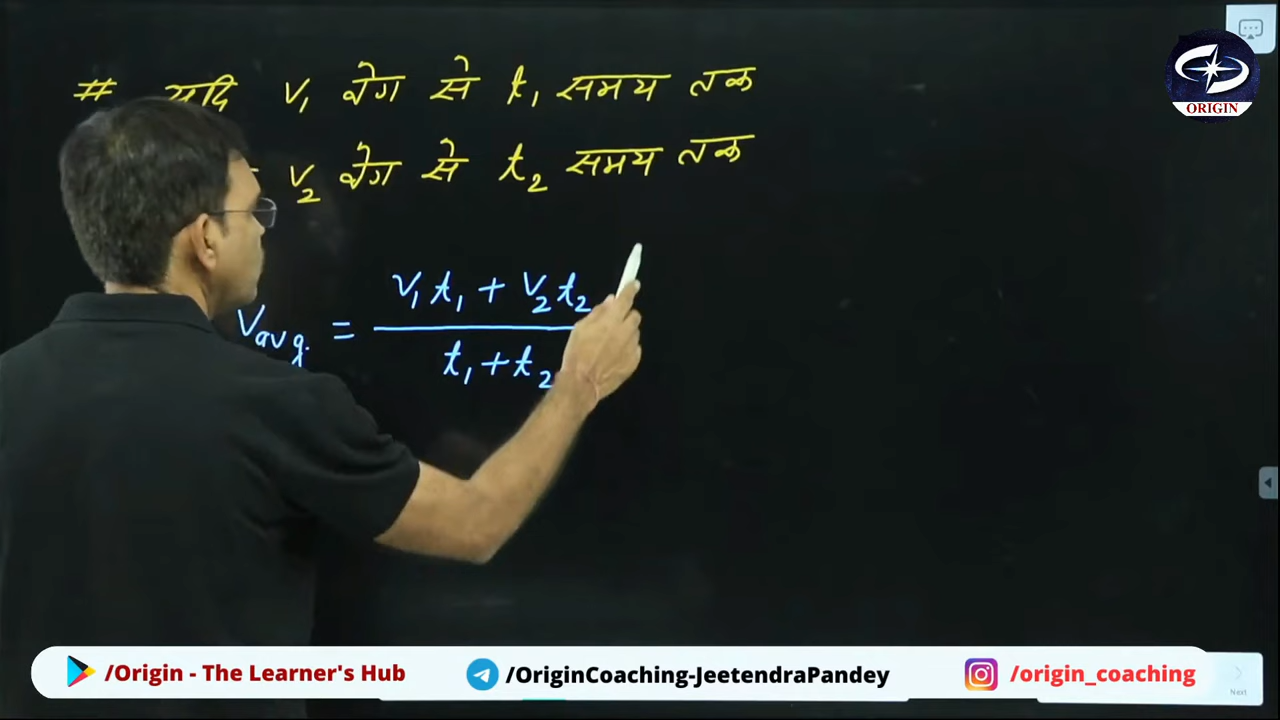 # यदि v₁ वेग से t₁ समय तक
v₂ वेग से t₂ समय तक
Vavg. = (v₁t₁ + v₂t₂) / (t₁ + t₂)
ORIGIN
/Origin - The Learner's Hub /OriginCoaching-JeetendraPandey /origin_coaching
Next